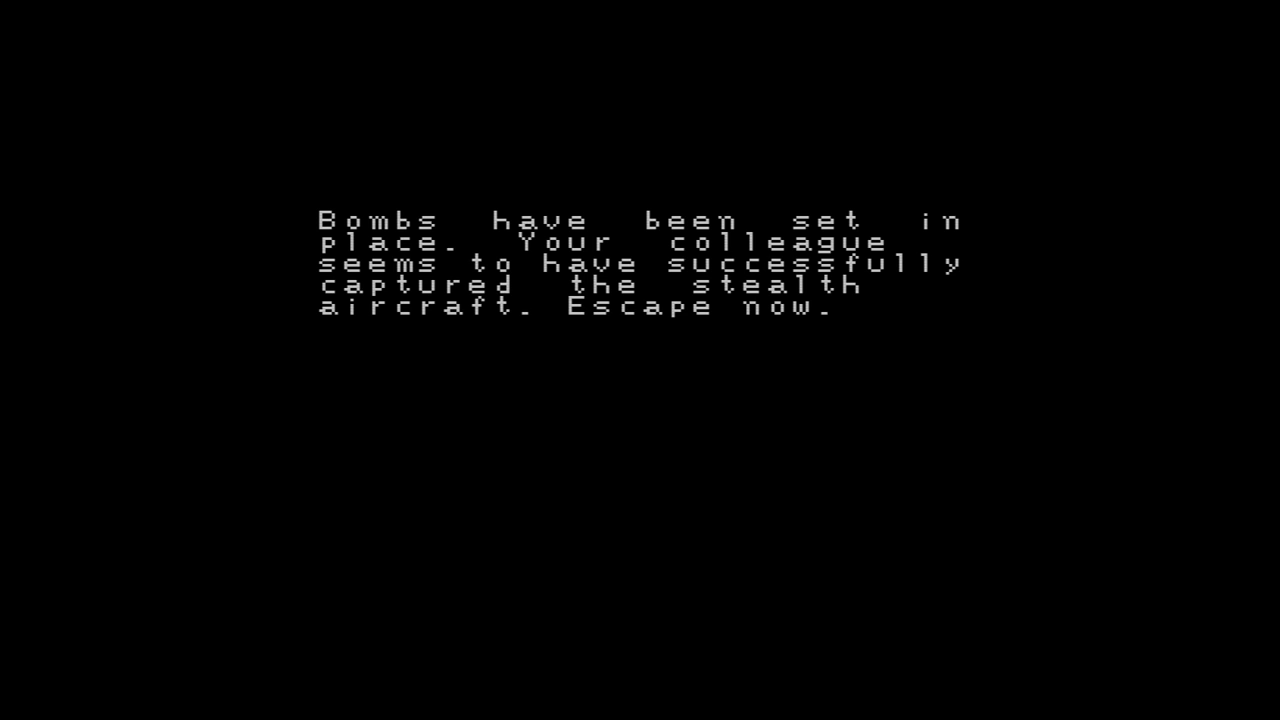 Bombs have been set in
place. Your colleague
seems to have successfully
captured the stealth
aircraft. Escape now.